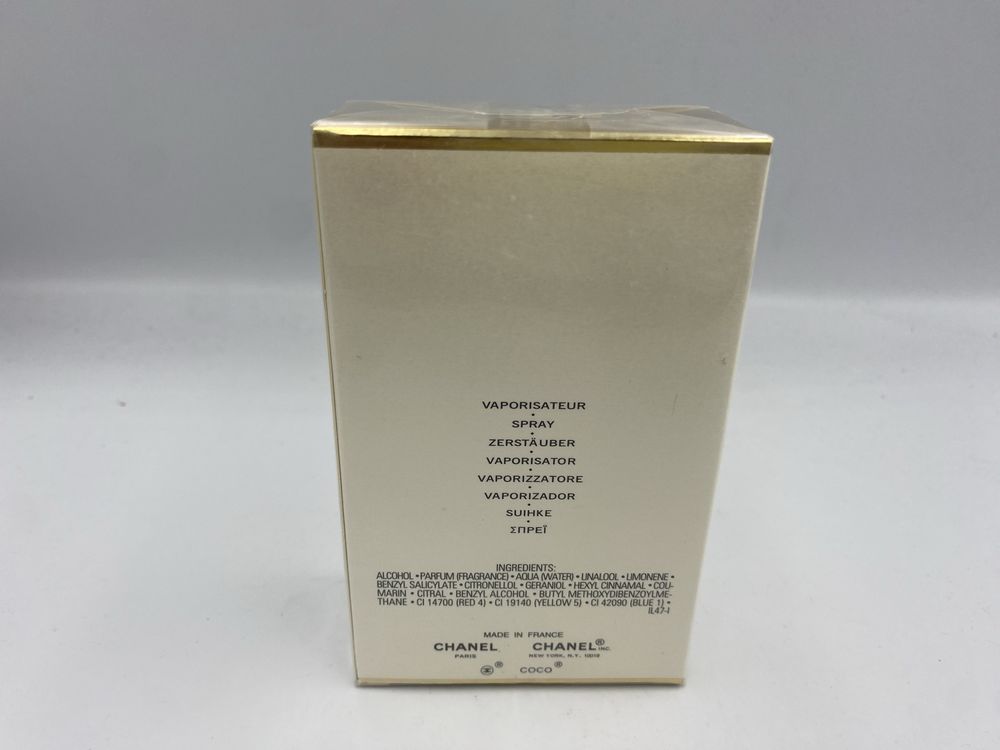 VAPORISATEUR
•
SPRAY
•
ZERSTÄUBER
•
VAPORISATOR
•
VAPORIZZATORE
•
VAPORIZADOR
•
SUIHKE
•
ΣΠΡΕΪ
INGREDIENTS:
ALCOHOL • PARFUM (FRAGRANCE) • AQUA (WATER) • LINALOOL • LIMONENE •
BENZYL SALICYLATE • CITRONELLOL • GERANIOL • HEXYL CINNAMAL • COU-
MARIN • CITRAL • BENZYL ALCOHOL • BUTYL METHOXYDIBENZOYLME-
THANE • CI 14700 (RED 4) • CI 19140 (YELLOW 5) • CI 42090 (BLUE 1) •
IL47-I
MADE IN FRANCE
CHANEL CHANEL® INC.
PARIS NEW YORK, N.Y. 10019
® COCO®